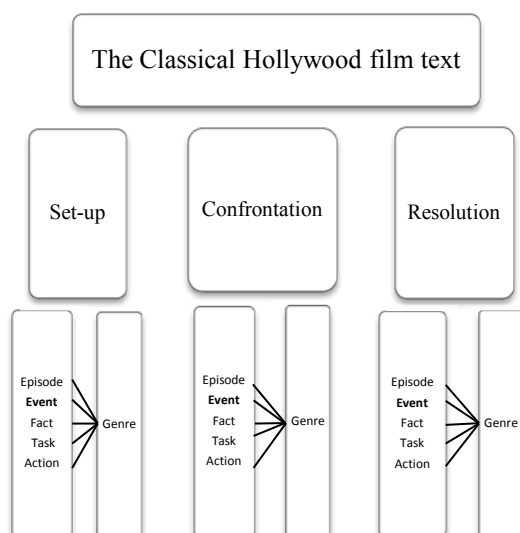 The Classical Hollywood film text
Set-up
Confrontation
Resolution
Episode
Event
Fact
Task
Action
Genre
Episode
Event
Fact
Task
Action
Genre
Episode
Event
Fact
Task
Action
Genre